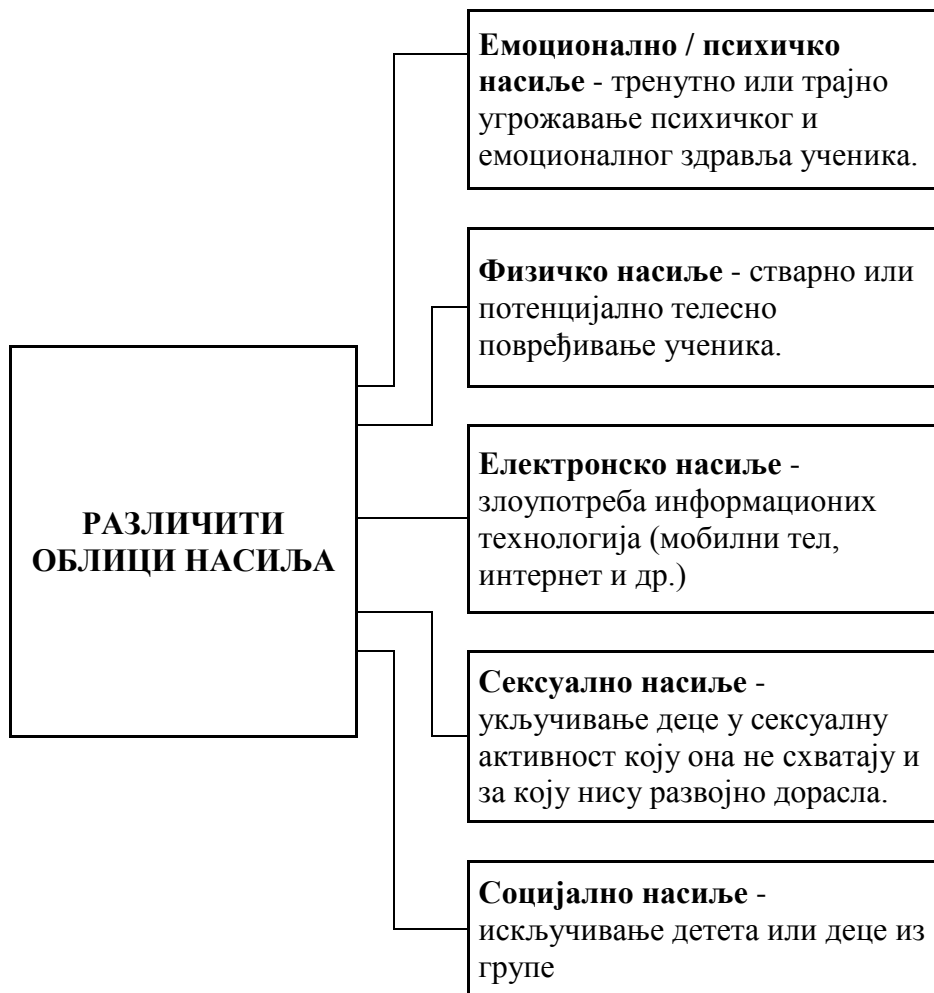 Емоционално / психичко
насиље - тренутно или трајно
угрожавање психичког и
емоционалног здравља ученика.
Физичко насиље - стварно или
потенцијално телесно
повређивање ученика.
РАЗЛИЧИТИ
ОБЛИЦИ НАСИЉА
Електронско насиље -
злоупотреба информационих
технологија (мобилни тел,
интернет и др.)
Сексуално насиље -
укључивање деце у сексуалну
активност коју она не схватају и
за коју нису развојно дорасла.
Социјално насиље -
искључивање детета или деце из
групе